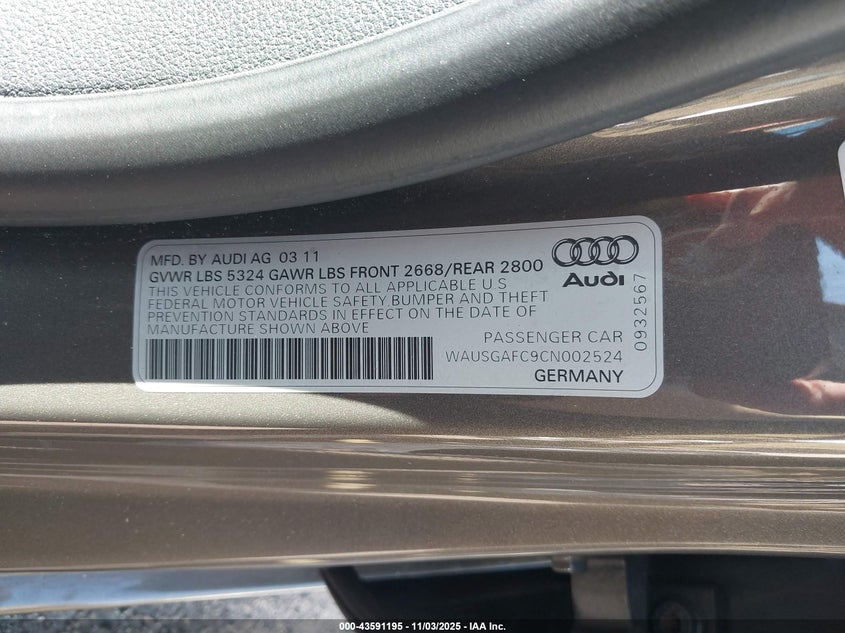 MFD. BY AUDI AG 03 11
GVWR LBS 5324 GAWR LBS FRONT 2668/REAR 2800
THIS VEHICLE CONFORMS TO ALL APPLICABLE U S
FEDERAL MOTOR VEHICLE SAFETY,BUMPER AND THEFT
PREVENTION STANDARDS IN EFFECT ON THE DATE OF
MANUFACTURE SHOWN ABOVE
Audi
PASSENGER CAR
WAUSGAFC9CN002524
GERMANY
0932567
000-43591195 - 11/03/2025 - IAA Inc.